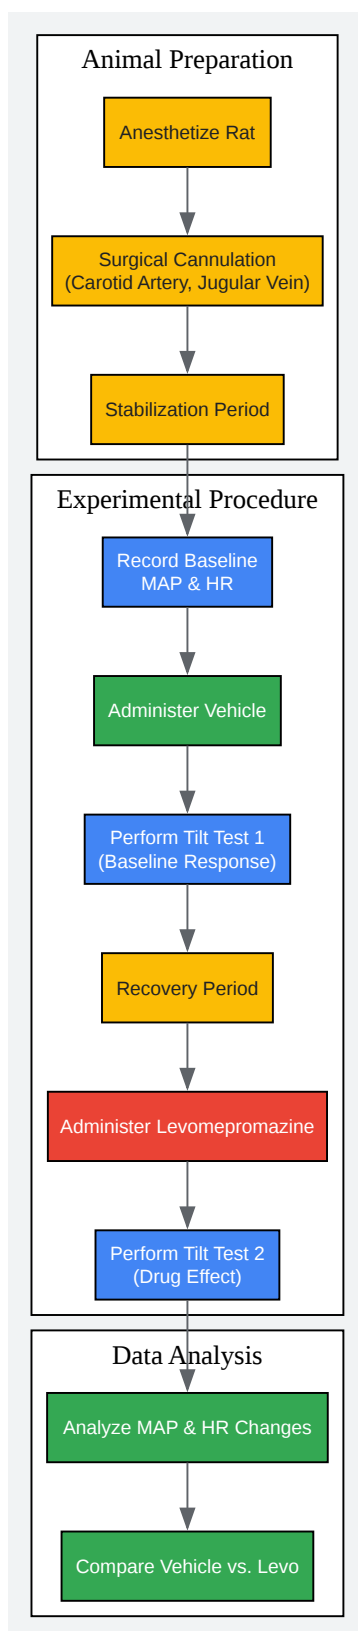 Animal Preparation
Anesthetize Rat
Surgical Cannulation
(Carotid Artery, Jugular Vein)
Stabilization Period
Experimental Procedure
Record Baseline
MAP & HR
Administer Vehicle
Perform Tilt Test 1
(Baseline Response)
Recovery Period
Administer Levomepromazine
Perform Tilt Test 2
(Drug Effect)
Data Analysis
Analyze MAP & HR Changes
Compare Vehicle vs. Levo